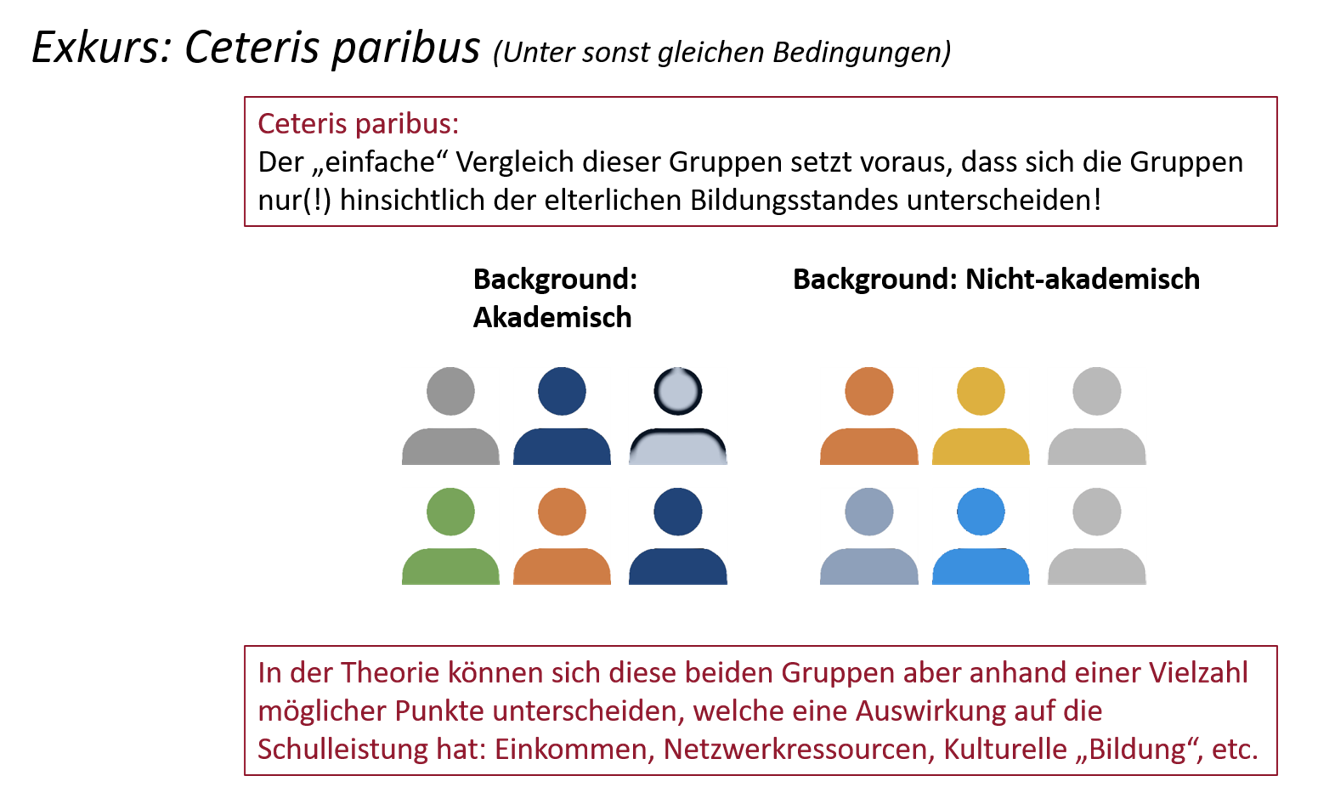 Exkurs: Ceteris paribus (Unter sonst gleichen Bedingungen)
Ceteris paribus:
Der „einfache“ Vergleich dieser Gruppen setzt voraus, dass sich die Gruppen
nur(!) hinsichtlich der elterlichen Bildungsstandes unterscheiden!
Background:
Akademisch
Background: Nicht-akademisch
In der Theorie können sich diese beiden Gruppen aber anhand einer Vielzahl
möglicher Punkte unterscheiden, welche eine Auswirkung auf die
Schulleistung hat: Einkommen, Netzwerkressourcen, Kulturelle „Bildung“, etc.